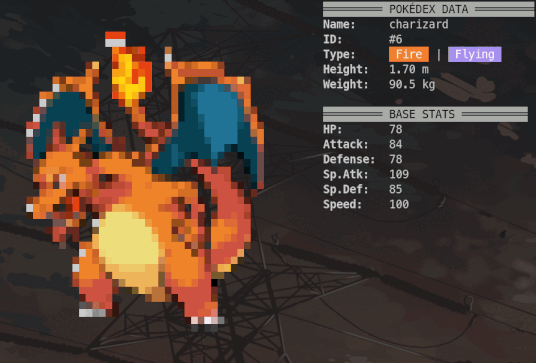 POKÉDEX DATA
Name: charizard
ID: #6
Type: Fire | Flying
Height: 1.70 m
Weight: 90.5 kg
BASE STATS
HP: 78
Attack: 84
Defense: 78
Sp.Atk: 109
Sp.Def: 85
Speed: 100